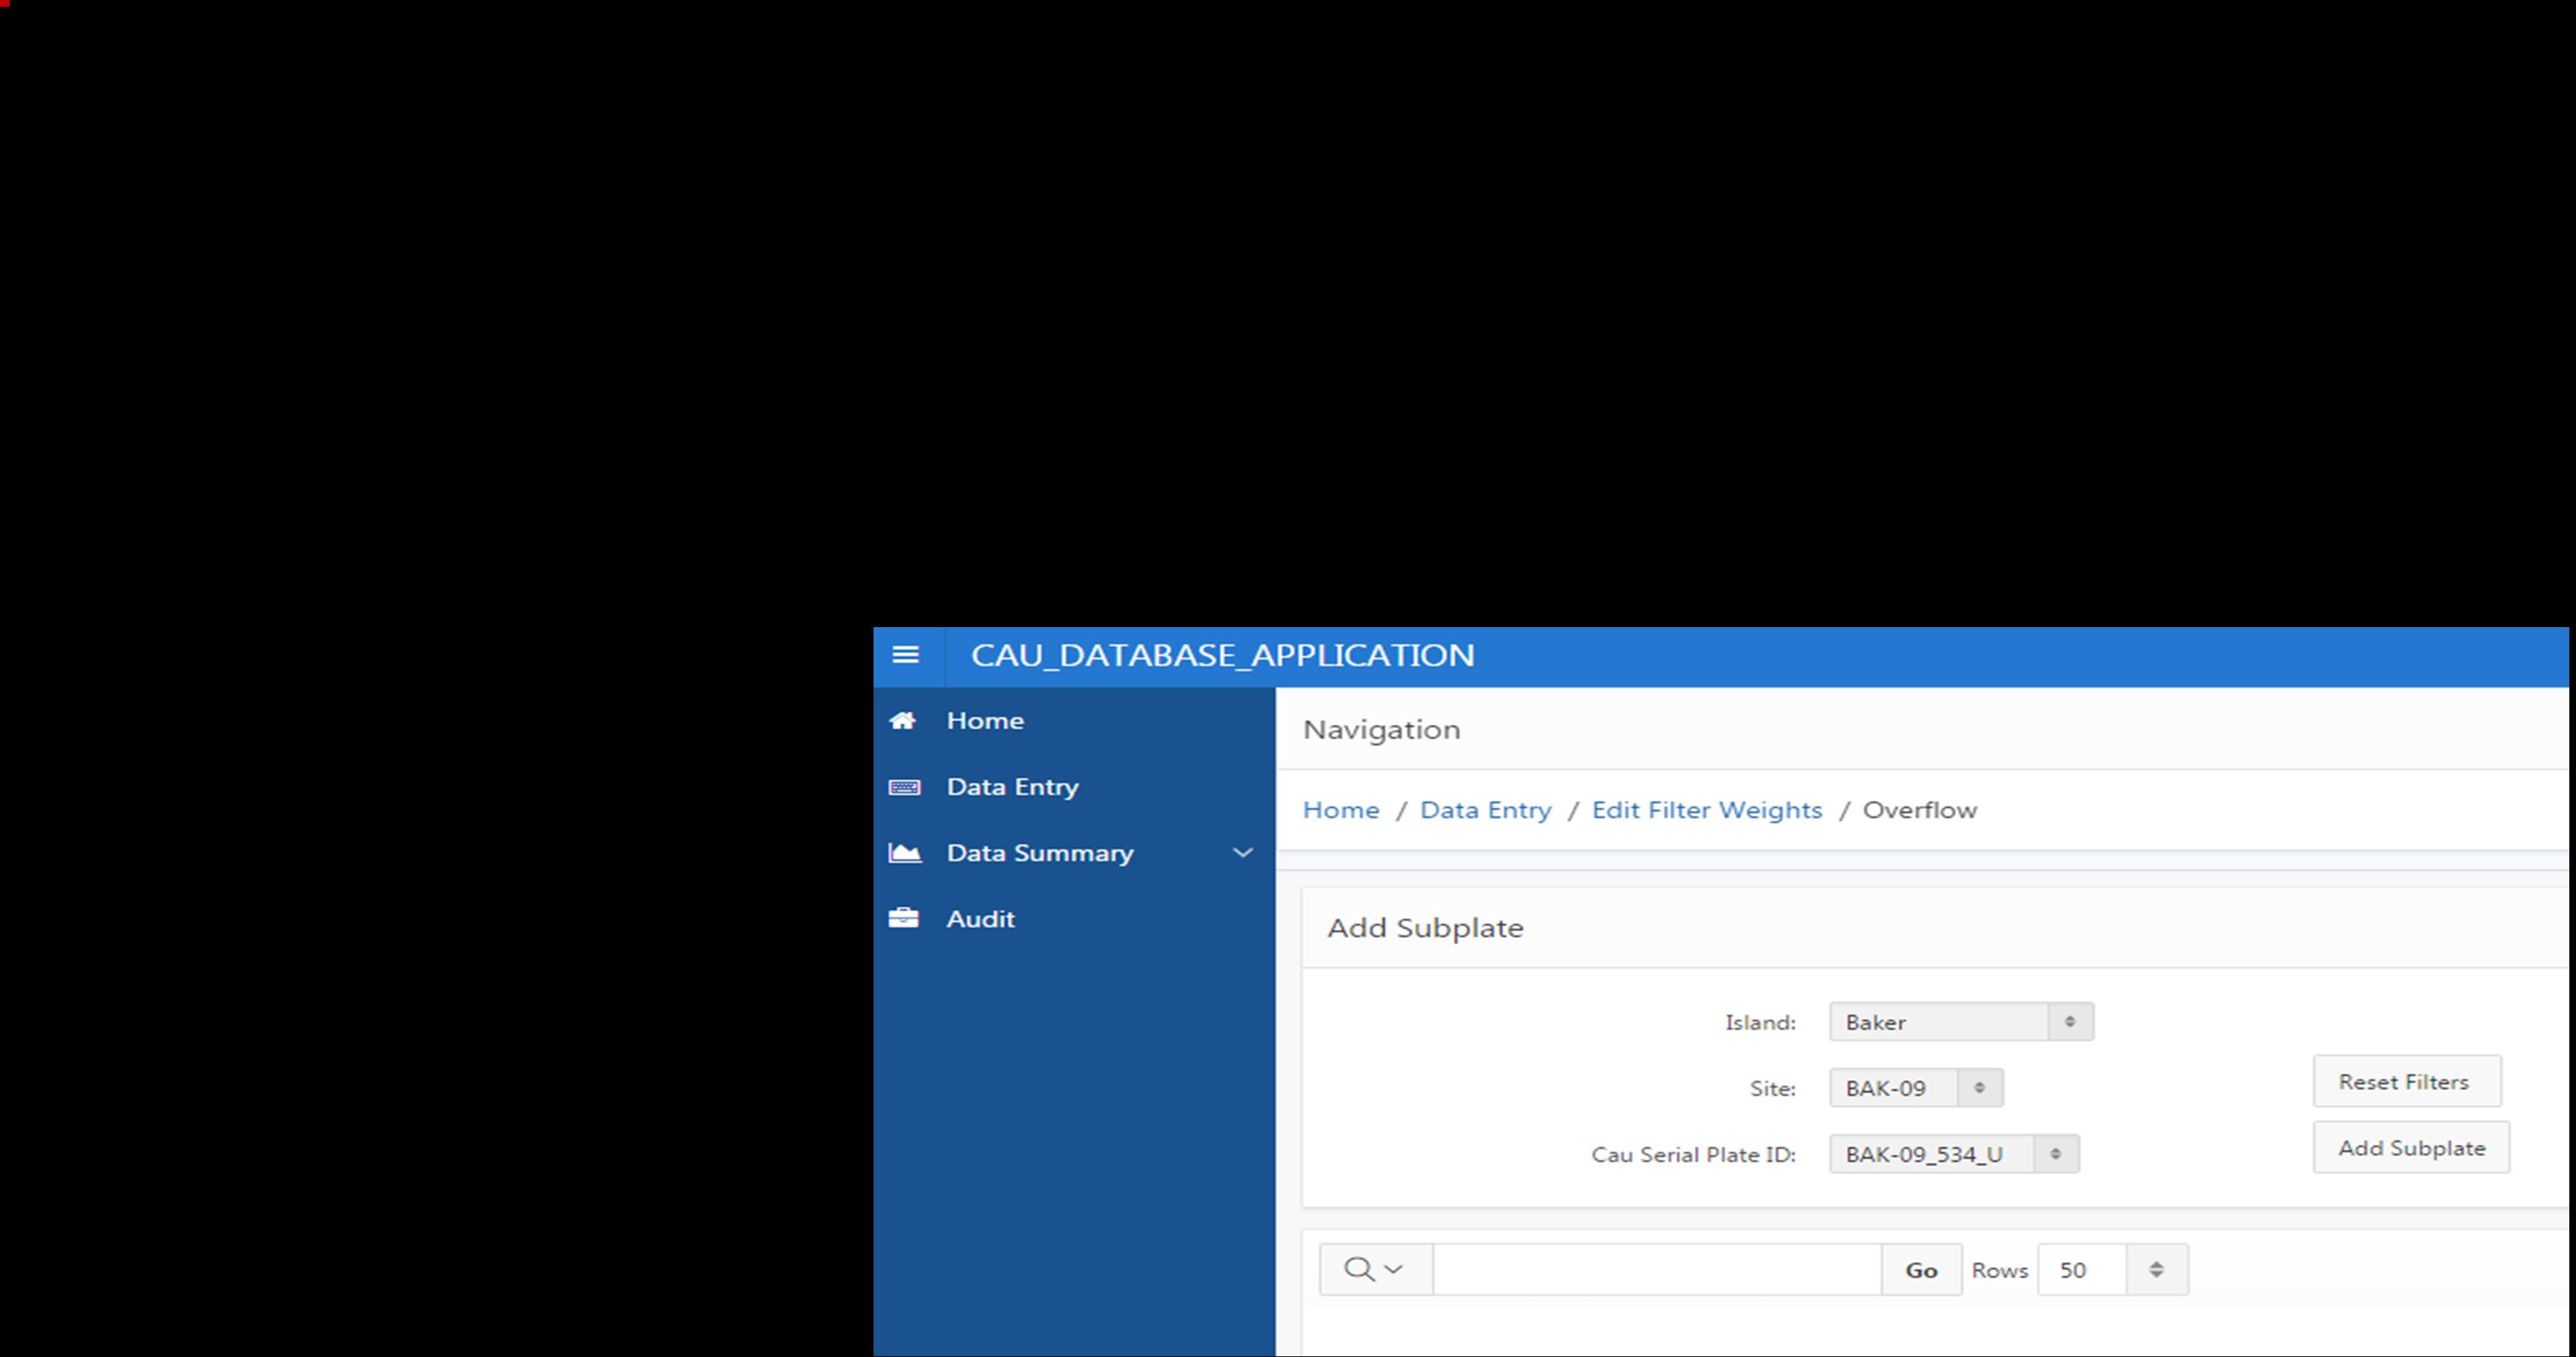 CAU_DATABASE_APPLICATION
Home
Data Entry
Data Summary
Audit
Navigation
Home / Data Entry / Edit Filter Weights / Overflow
Add Subplate
Island: Baker
Site: BAK-09
Reset Filters
Cau Serial Plate ID: BAK-09_534_U
Add Subplate
Go Rows 50